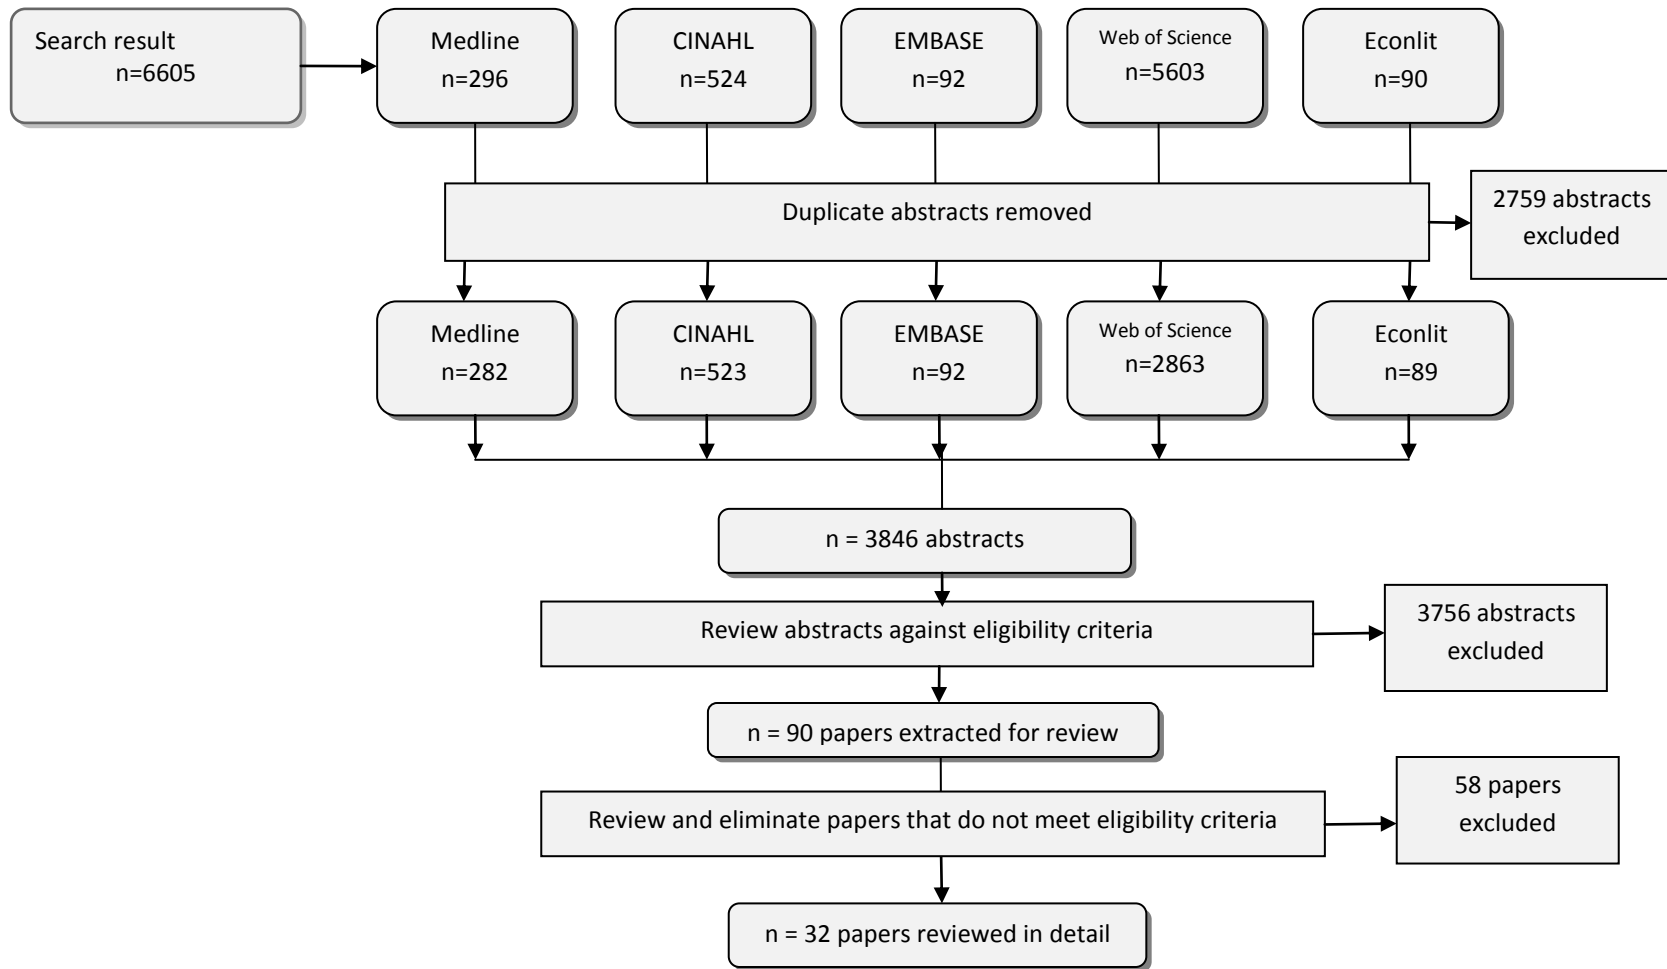 Search result
n=6605
Medline
n=296
CINAHL
n=524
EMBASE
n=92
Web of Science
n=5603
Econlit
n=90
Duplicate abstracts removed
2759 abstracts
excluded
Medline
n=282
CINAHL
n=523
EMBASE
n=92
Web of Science
n=2863
Econlit
n=89
n = 3846 abstracts
Review abstracts against eligibility criteria
3756 abstracts
excluded
n = 90 papers extracted for review
Review and eliminate papers that do not meet eligibility criteria
58 papers
excluded
n = 32 papers reviewed in detail